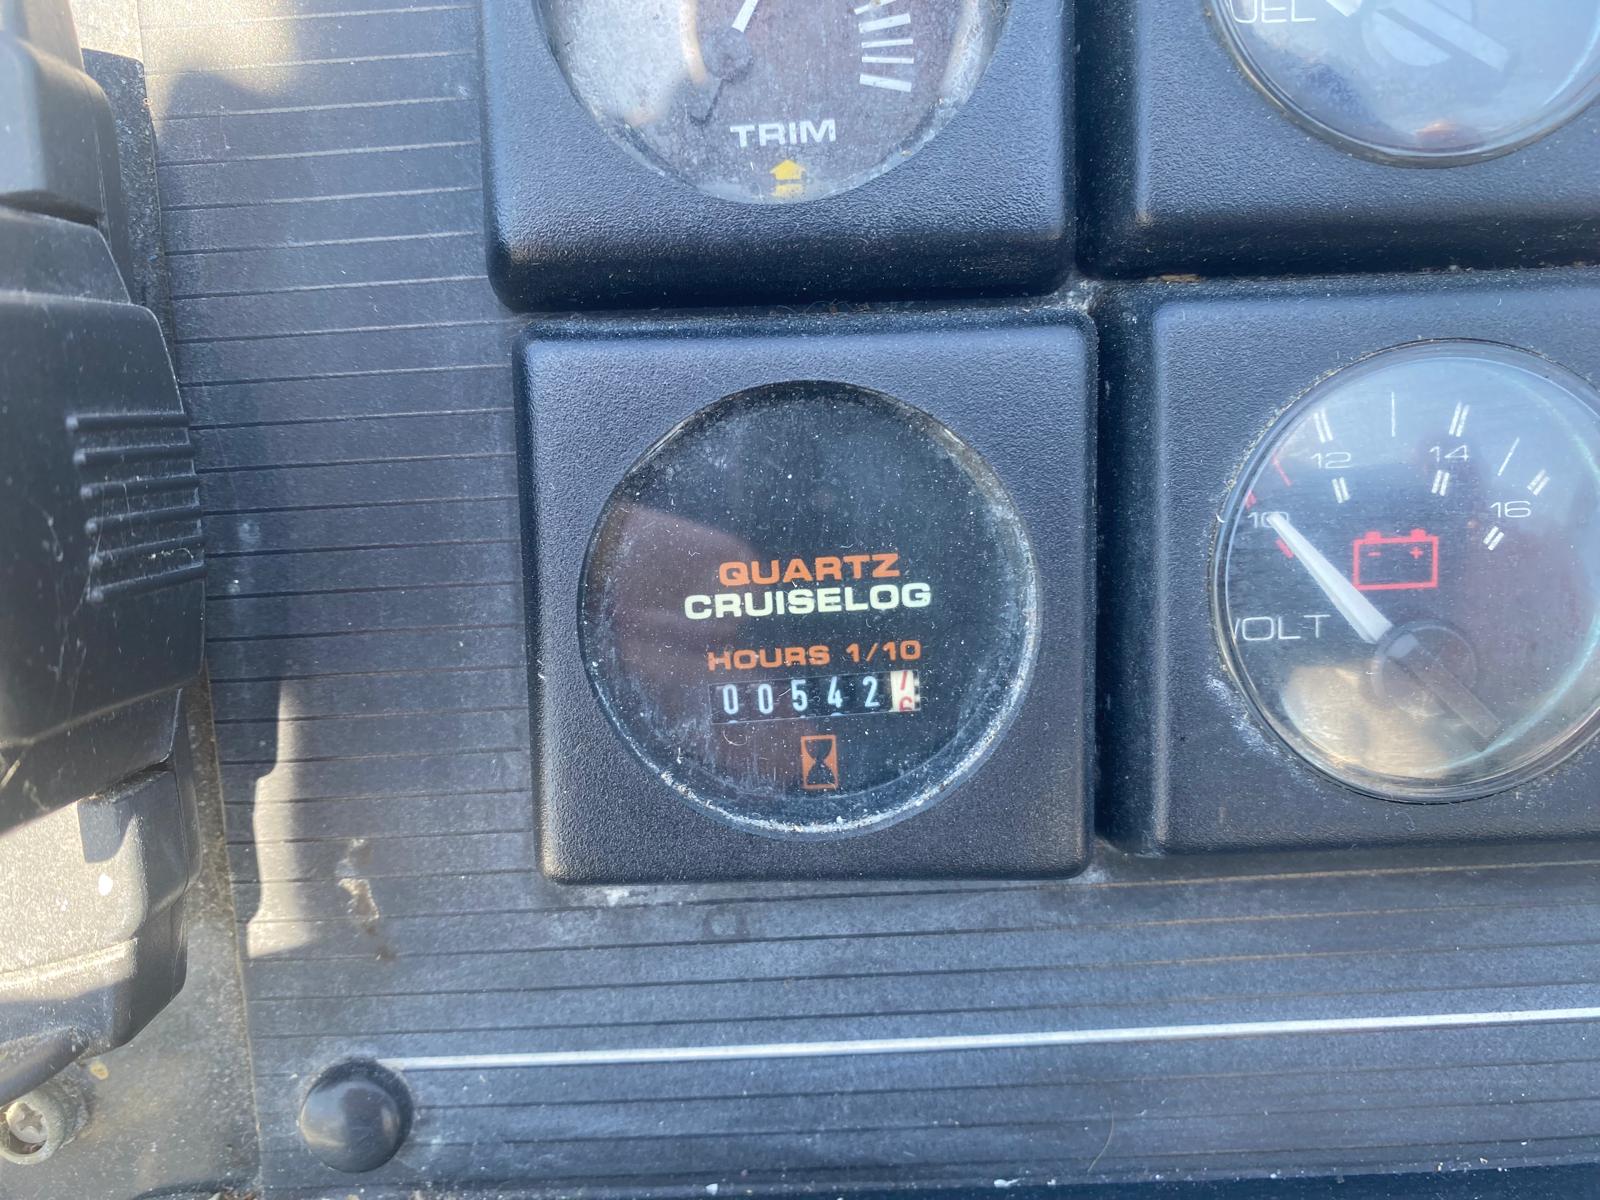 TRIM
QUARTZ
CRUISELOG
HOURS 1/10
00542
10 12 14 16
- +
VOLT